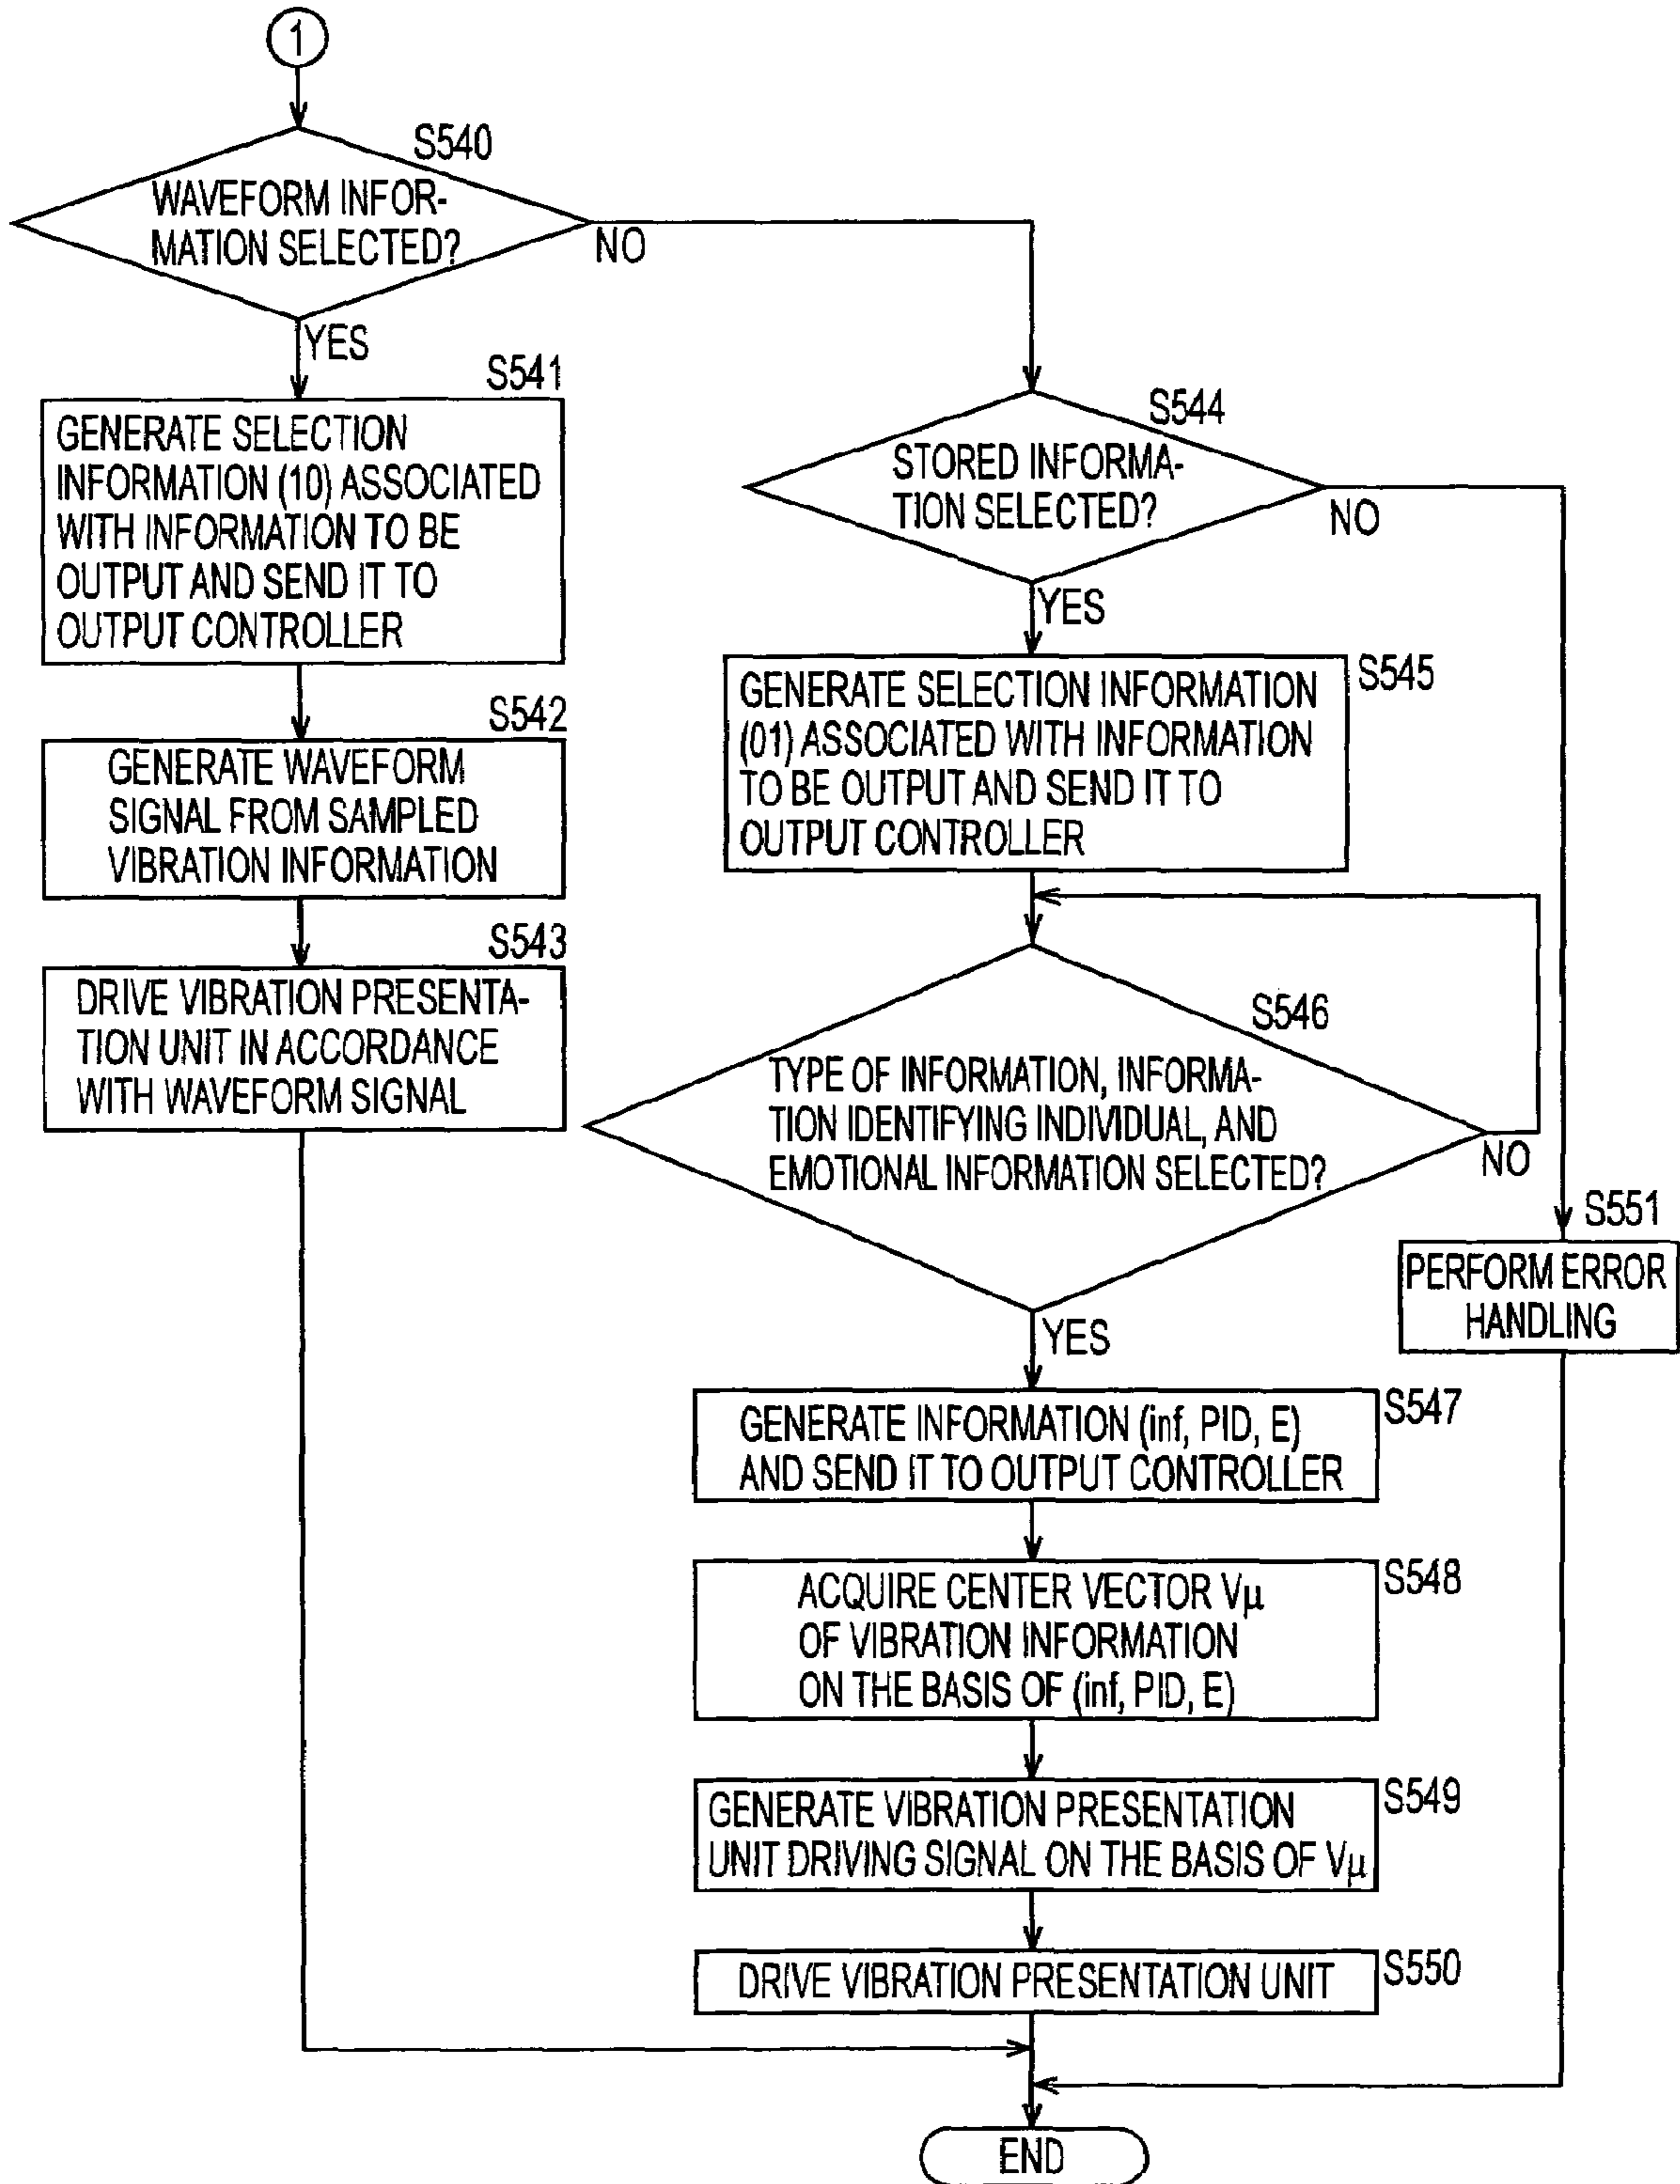 1
S540
WAVEFORM INFOR-
MATION SELECTED?
NO
YES
S541
GENERATE SELECTION
INFORMATION (10) ASSOCIATED
WITH INFORMATION TO BE
OUTPUT AND SEND IT TO
OUTPUT CONTROLLER
S542
GENERATE WAVEFORM
SIGNAL FROM SAMPLED
VIBRATION INFORMATION
S543
DRIVE VIBRATION PRESENTA-
TION UNIT IN ACCORDANCE
WITH WAVEFORM SIGNAL
S544
STORED INFORMA-
TION SELECTED?
NO
YES
S545
GENERATE SELECTION INFORMATION
(01) ASSOCIATED WITH INFORMATION
TO BE OUTPUT AND SEND IT TO
OUTPUT CONTROLLER
S546
TYPE OF INFORMATION, INFORMA-
TION IDENTIFYING INDIVIDUAL, AND
EMOTIONAL INFORMATION SELECTED?
NO
YES
S551
PERFORM ERROR
HANDLING
S547
GENERATE INFORMATION (inf, PID, E)
AND SEND IT TO OUTPUT CONTROLLER
S548
ACQUIRE CENTER VECTOR Vμ
OF VIBRATION INFORMATION
ON THE BASIS OF (inf, PID, E)
S549
GENERATE VIBRATION PRESENTATION
UNIT DRIVING SIGNAL ON THE BASIS OF Vμ
S550
DRIVE VIBRATION PRESENTATION UNIT
END